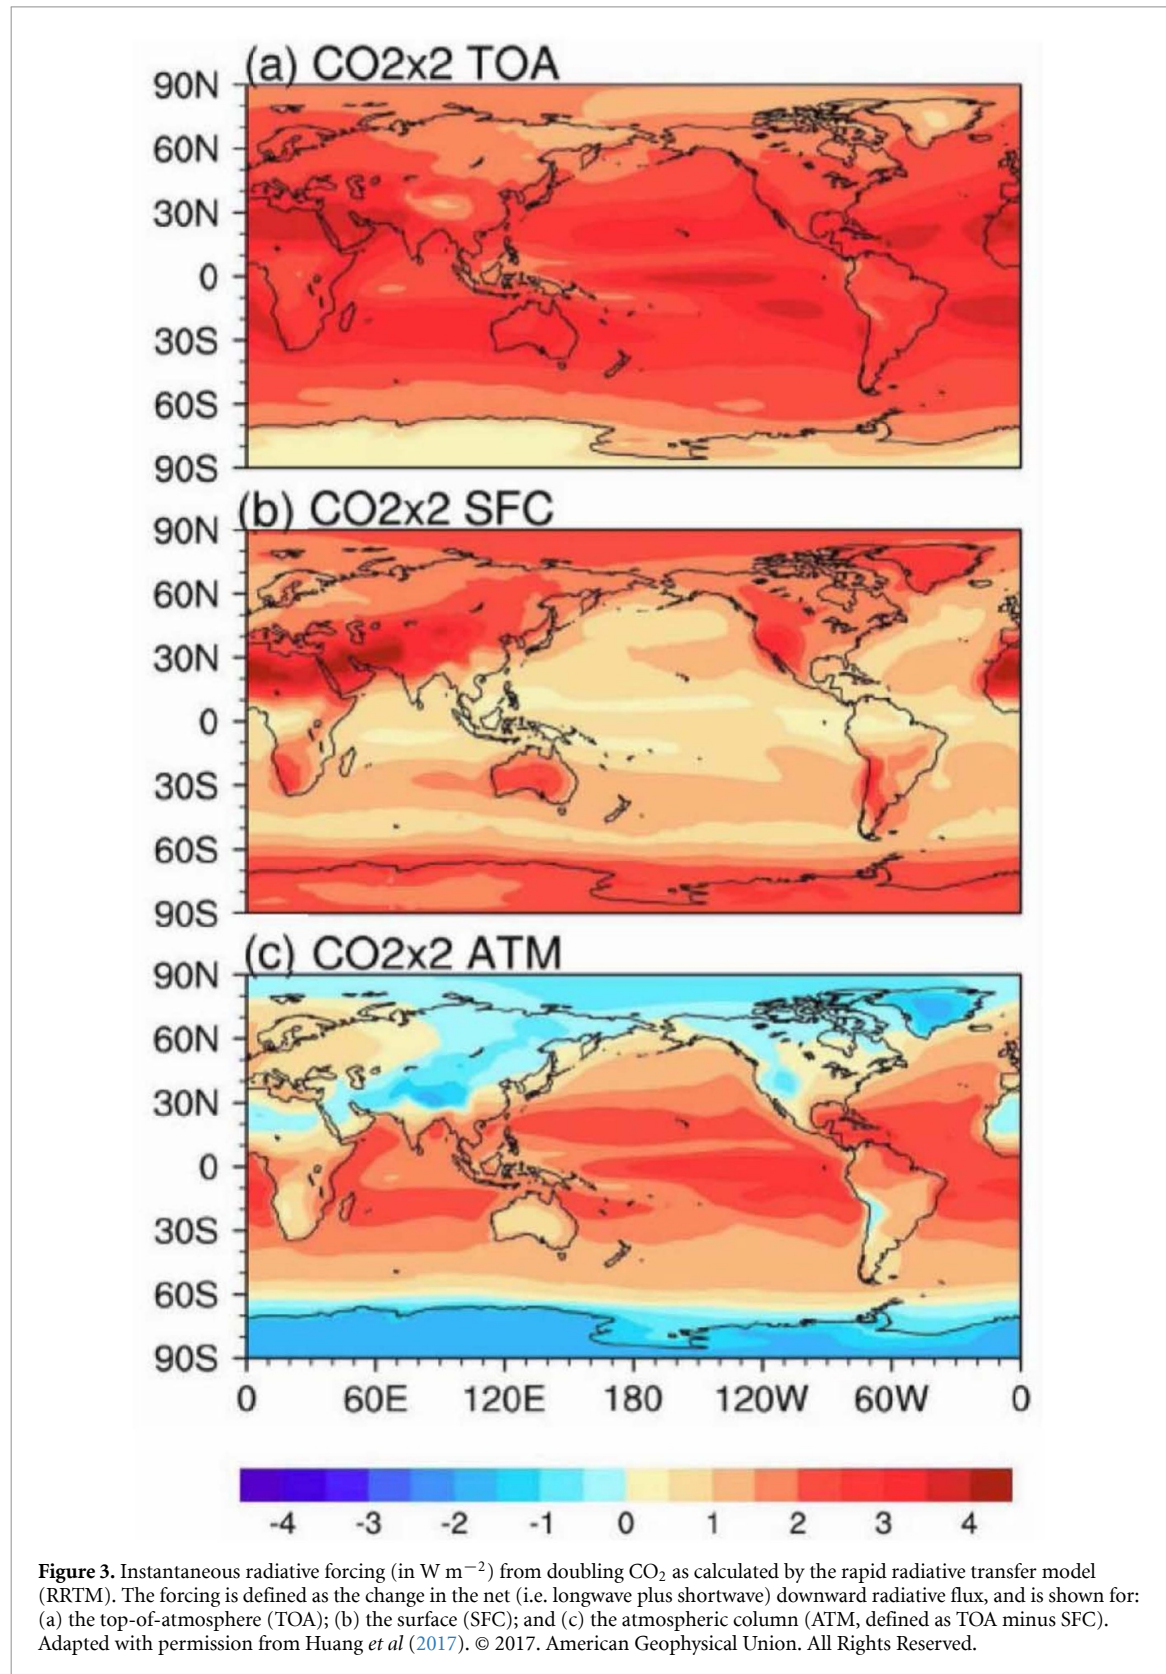 (a) CO2x2 TOA
90N
60N
30N
0
30S
60S
90S
(b) CO2x2 SFC
90N
60N
30N
0
30S
60S
90S
(c) CO2x2 ATM
90N
60N
30N
0
30S
60S
90S
0 60E 120E 180 120W 60W 0
-4 -3 -2 -1 0 1 2 3 4
Figure 3. Instantaneous radiative forcing (in W m−2) from doubling CO2 as calculated by the rapid radiative transfer model
(RRTM). The forcing is defined as the change in the net (i.e. longwave plus shortwave) downward radiative flux, and is shown for:
(a) the top-of-atmosphere (TOA); (b) the surface (SFC); and (c) the atmospheric column (ATM, defined as TOA minus SFC).
Adapted with permission from Huang et al (2017). © 2017. American Geophysical Union. All Rights Reserved.